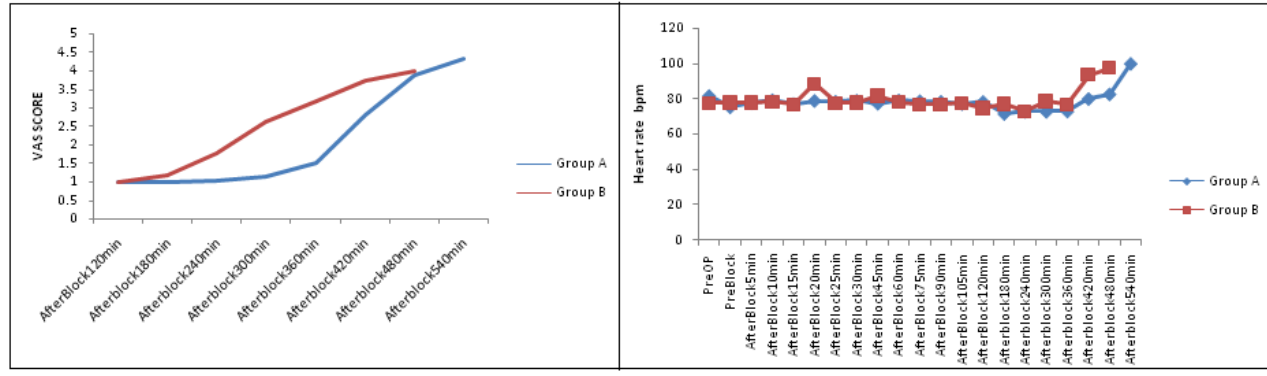 5
4.5
4
3.5
3
2.5
2
1.5
1
0.5
0
VAS SCORE
AfterBlock120min
Afterblock180min
Afterblock240min
Afterblock300min
Afterblock360min
Afterblock420min
Afterblock480min
Afterblock540min
Group A
Group B
120
100
80
60
40
20
0
Heart rate bpm
PreOP
PreBlock
AfterBlock5min
AfterBlock10min
AfterBlock15min
AfterBlock20min
AfterBlock25min
AfterBlock30min
AfterBlock45min
AfterBlock60min
AfterBlock75min
AfterBlock90min
AfterBlock105min
AfterBlock120min
Afterblock180min
Afterblock240min
Afterblock300min
Afterblock360min
Afterblock420min
Afterblock480min
Afterblock540min
Group A
Group B